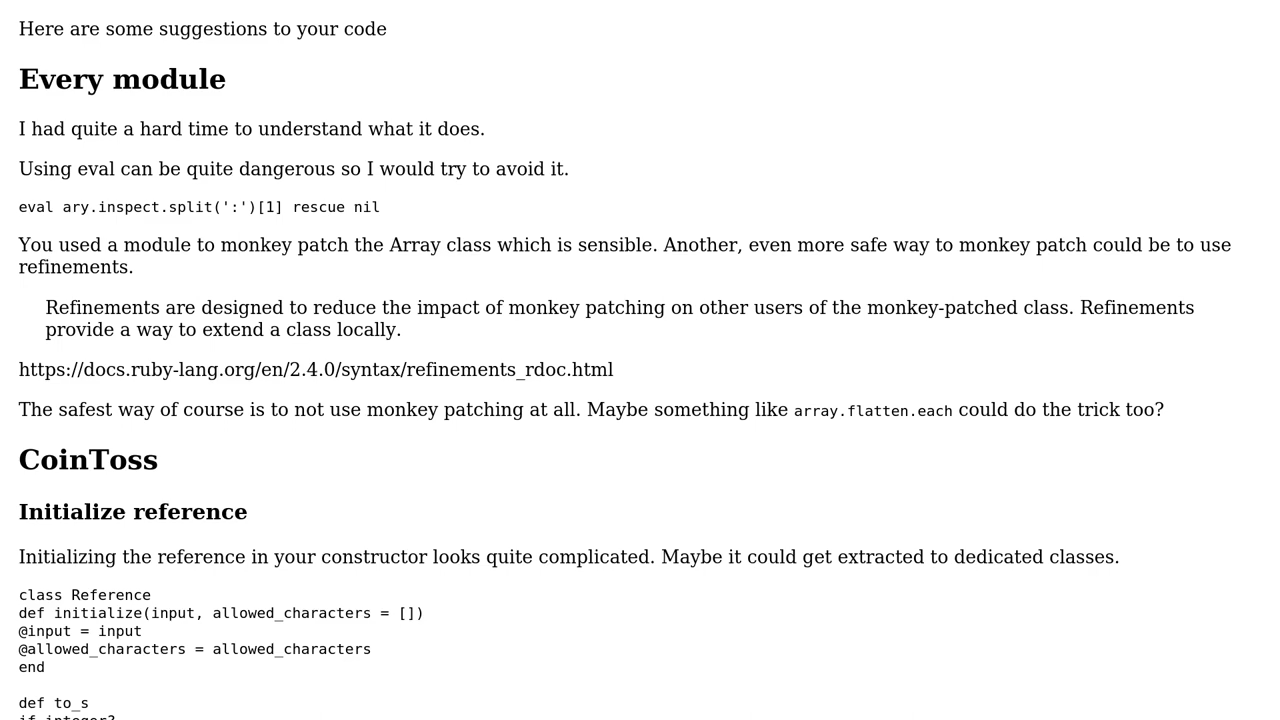 Here are some suggestions to your code
Every module
I had quite a hard time to understand what it does.
Using eval can be quite dangerous so I would try to avoid it.
eval ary.inspect.split(':')[1] rescue nil
You used a module to monkey patch the Array class which is sensible. Another, even more safe way to monkey patch could be to use
refinements.
Refinements are designed to reduce the impact of monkey patching on other users of the monkey-patched class. Refinements
provide a way to extend a class locally.
https://docs.ruby-lang.org/en/2.4.0/syntax/refinements_rdoc.html
The safest way of course is to not use monkey patching at all. Maybe something like array.flatten.each could do the trick too?
CoinToss
Initialize reference
Initializing the reference in your constructor looks quite complicated. Maybe it could get extracted to dedicated classes.
class Reference
def initialize(input, allowed_characters = [])
@input = input
@allowed_characters = allowed_characters
end
def to_s
if integer?